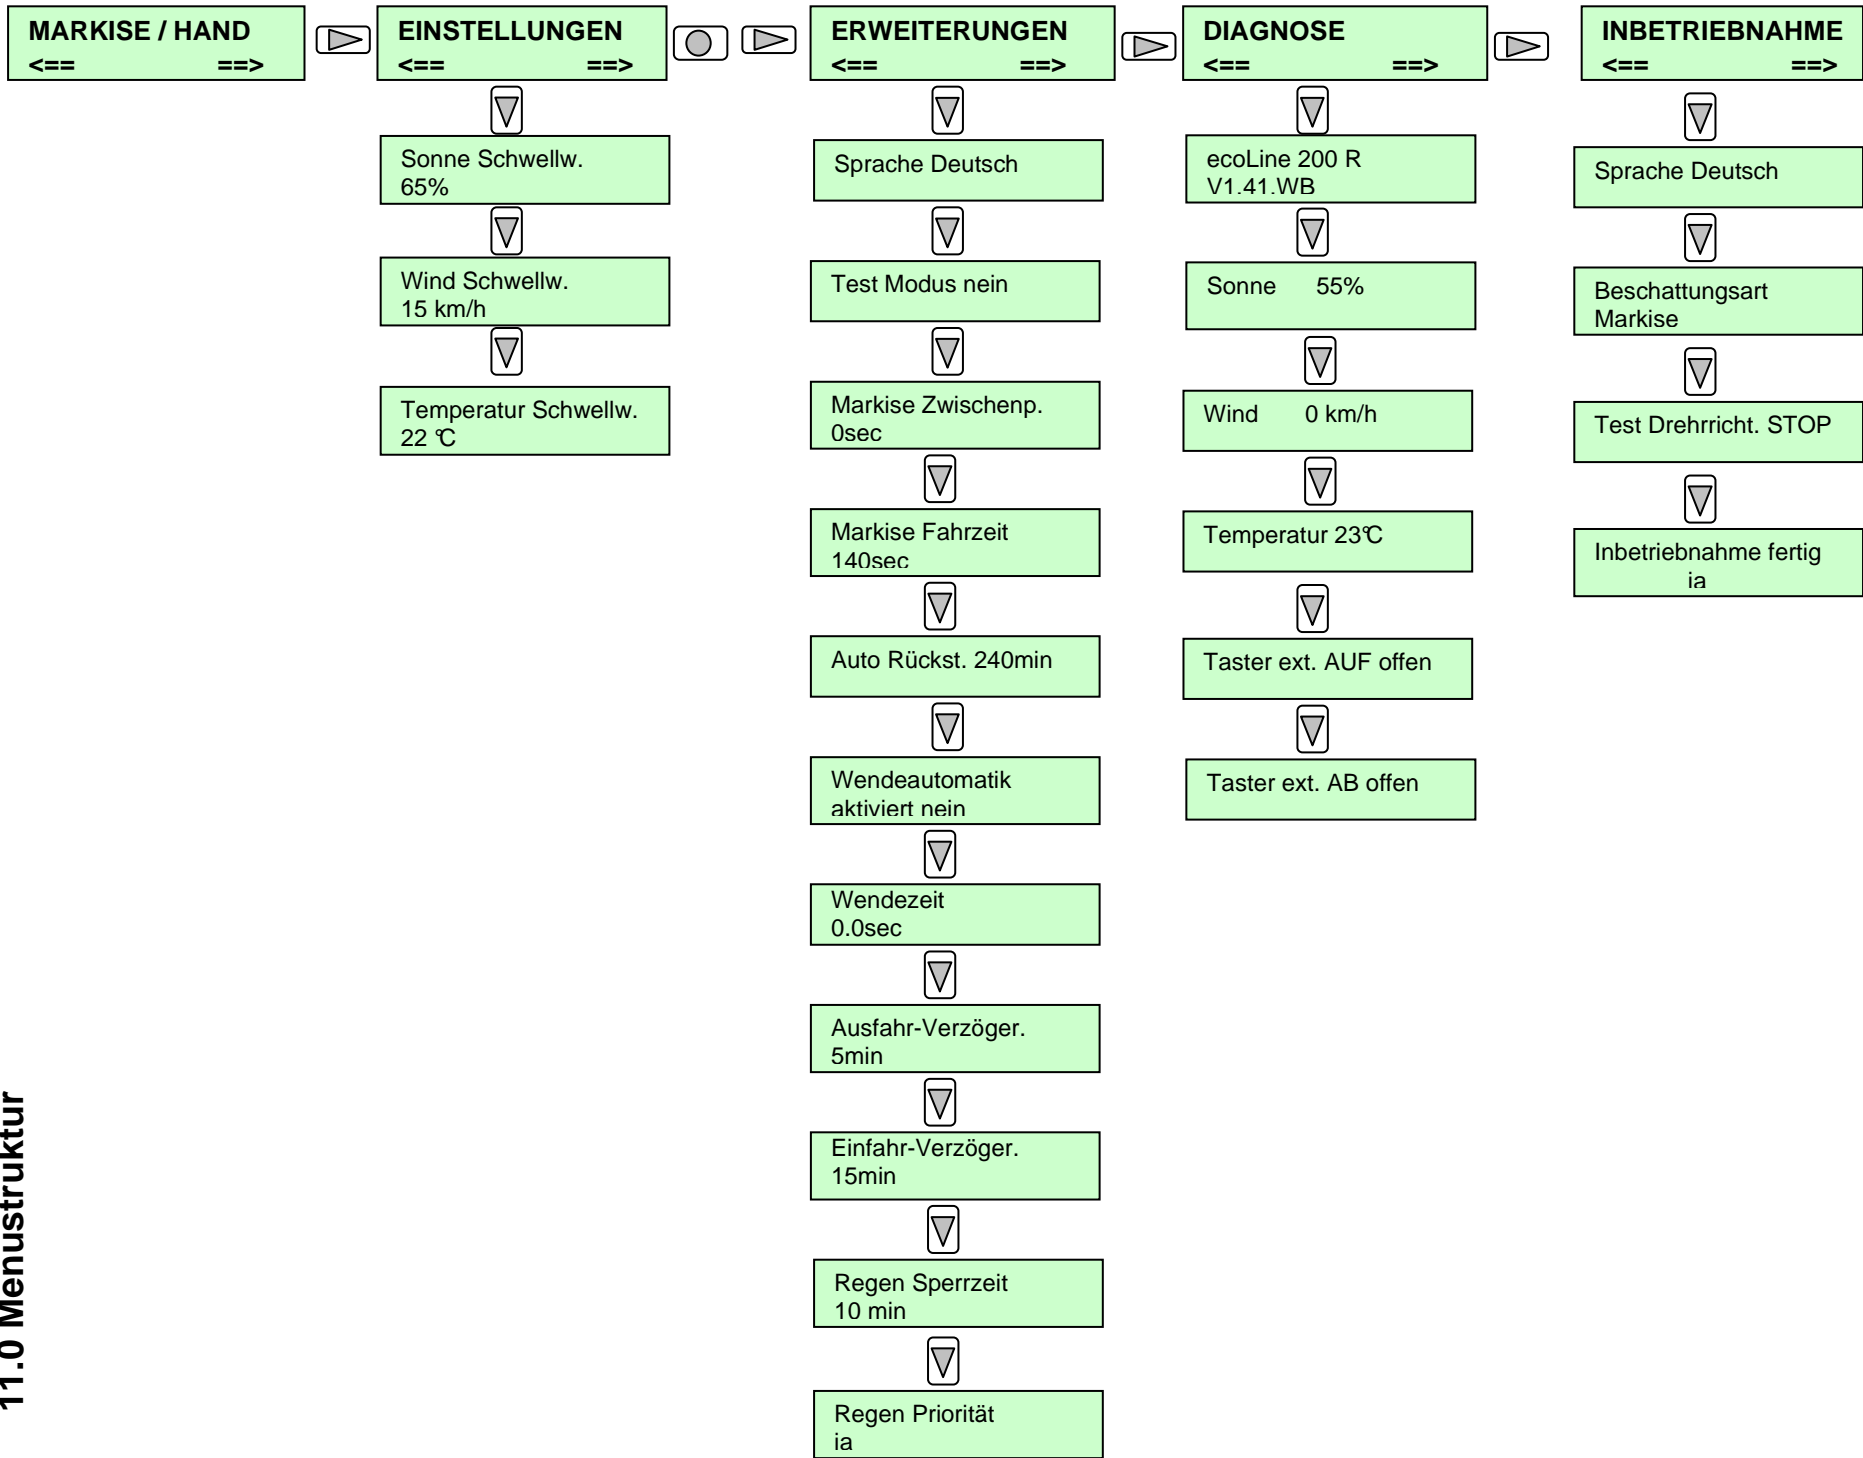 MARKISE / HAND
<== ==>
EINSTELLUNGEN
<== ==>
Sonne Schwellw.
65%
Wind Schwellw.
15 km/h
Temperatur Schwellw.
22 °C
ERWEITERUNGEN
<== ==>
Sprache Deutsch
Test Modus nein
Markise Zwischenp.
0sec
Markise Fahrzeit
140sec
Auto Rückst. 240min
Wendeautomatik
aktiviert nein
Wendezeit
0.0sec
Ausfahr-Verzöger.
5min
Einfahr-Verzöger.
15min
Regen Sperrzeit
10 min
Regen Priorität
ja
DIAGNOSE
<== ==>
ecoLine 200 R
V1.41.WB
Sonne 55%
Wind 0 km/h
Temperatur 23°C
Taster ext. AUF offen
Taster ext. AB offen
INBETRIEBNAHME
<== ==>
Sprache Deutsch
Beschattungsart
Markise
Test Drehrricht. STOP
Inbetriebnahme fertig
ja
11.0 Menustruktur